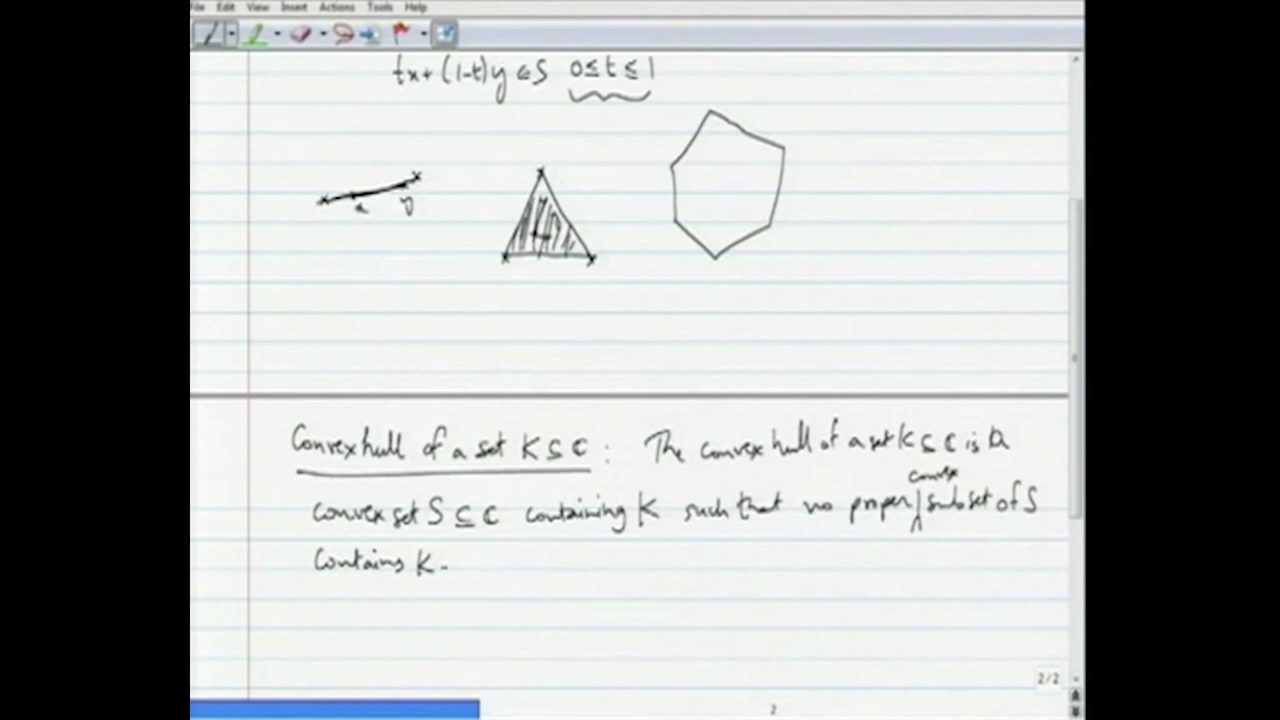 File Edit View Insert Actions Tools Help
tx+(1-t)y ∈ S 0≤t≤1
x y
Convex hull of a set K ⊆ ℂ : The convex hull of a set K ⊆ ℂ is a
convex
convex set S ⊆ ℂ containing K such that no proper ∧ subset of S
contains K.
2/2
2